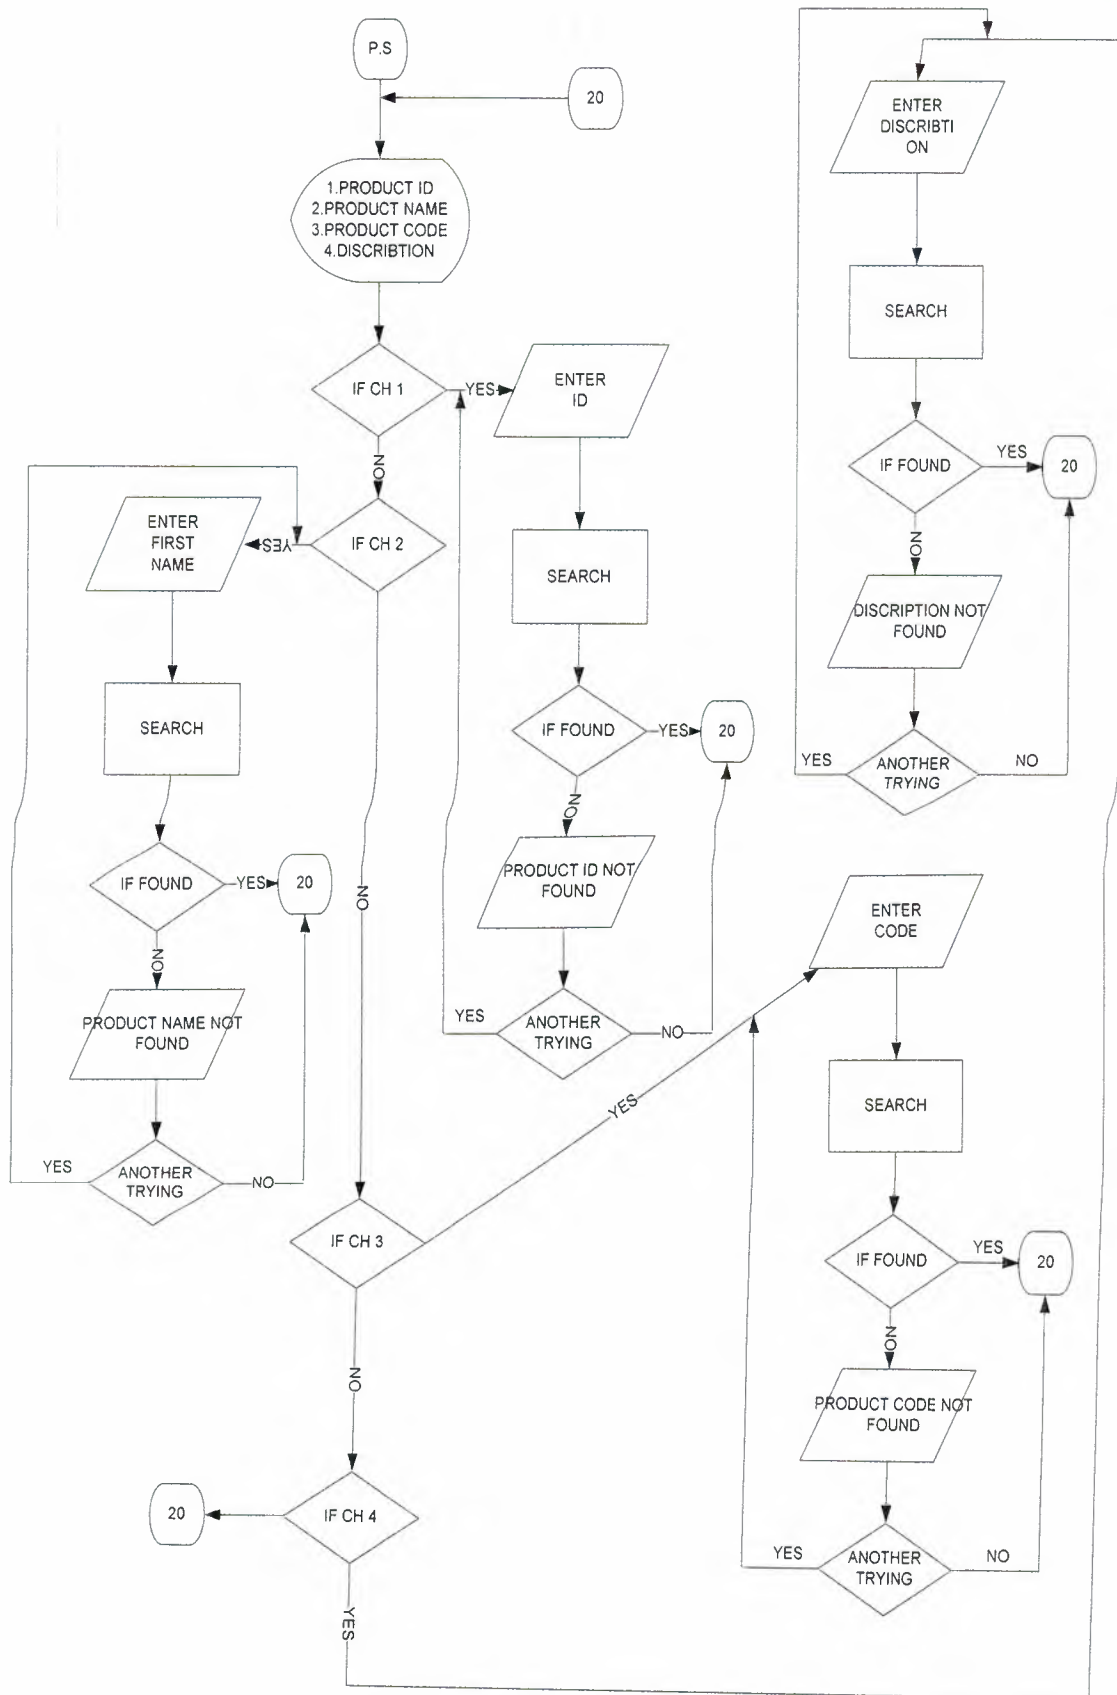 P.S
20
1.PRODUCT ID
2.PRODUCT NAME
3.PRODUCT CODE
4.DISCRIBTION
IF CH 1
YES
ENTER
ID
NO
IF CH 2
YES
ENTER
FIRST
NAME
SEARCH
IF FOUND
YES
20
NO
PRODUCT NAME NOT
FOUND
ANOTHER
TRYING
YES
NO
SEARCH
IF FOUND
YES
20
NO
PRODUCT ID NOT
FOUND
ANOTHER
TRYING
YES
NO
NO
IF CH 3
YES
ENTER
CODE
SEARCH
IF FOUND
YES
20
NO
PRODUCT CODE NOT
FOUND
ANOTHER
TRYING
YES
NO
NO
IF CH 4
20
YES
ENTER
DISCRIBTI
ON
SEARCH
IF FOUND
YES
20
NO
DISCRIPTION NOT
FOUND
ANOTHER
TRYING
YES
NO